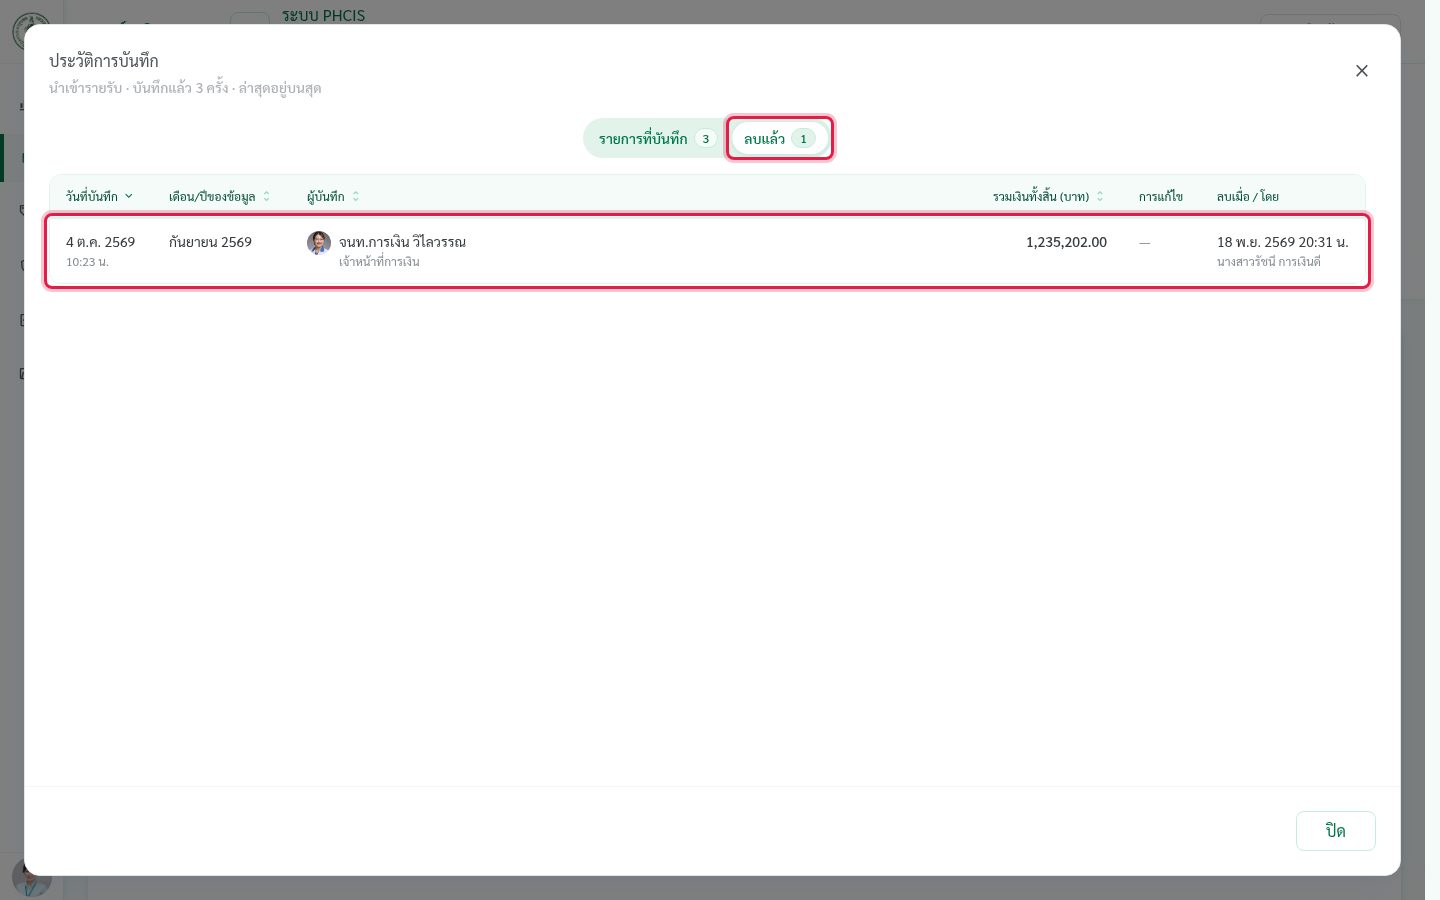 ระบบ PHCIS
ประวัติการบันทึก
นำเข้ารายรับ · บันทึกแล้ว 3 ครั้ง · ล่าสุดอยู่บนสุด
รายการที่บันทึก 3 ลบแล้ว 1
วันที่บันทึก เดือน/ปีของข้อมูล ผู้บันทึก รวมเงินทั้งสิ้น (บาท) การแก้ไข ลบเมื่อ / โดย
4 ต.ค. 2569 กันยายน 2569 จนท.การเงิน วิไลวรรณ 1,235,202.00 — 18 พ.ย. 2569 20:31 น.
10:23 น. เจ้าหน้าที่การเงิน นางสาวรัชนี การเงินดี
ปิด